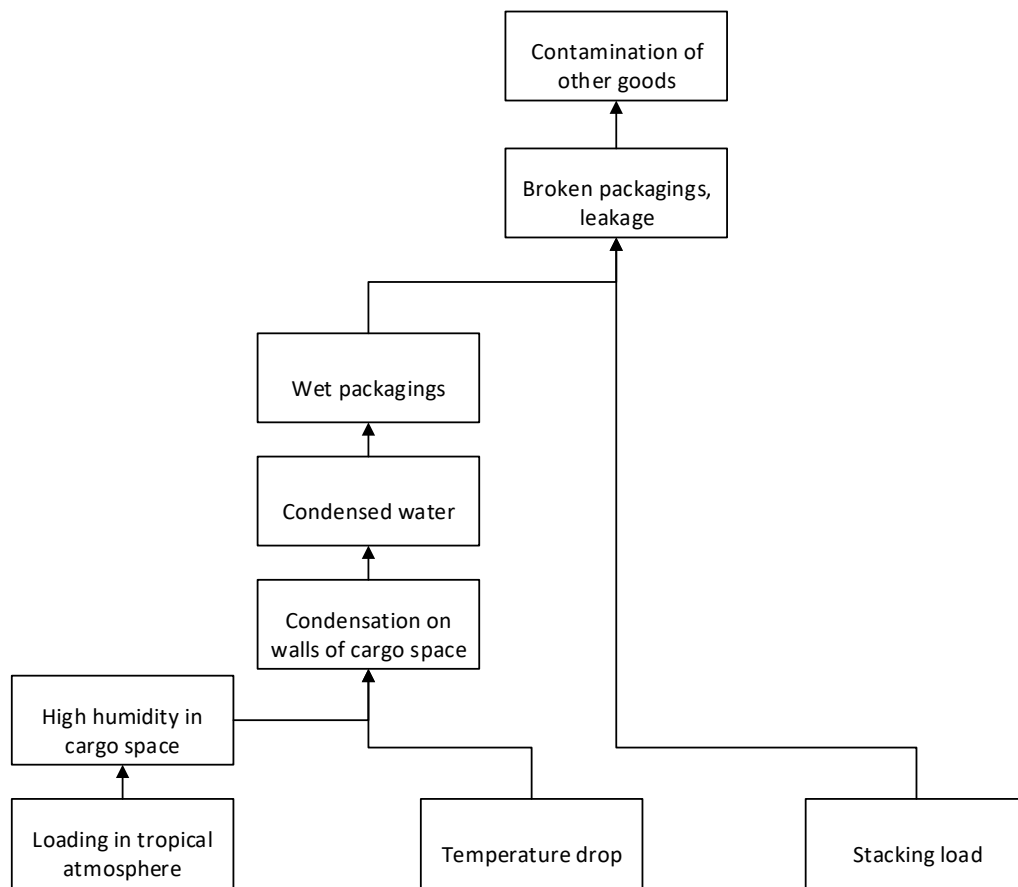 Contamination of
other goods
Broken packagings,
leakage
Wet packagings
Condensed water
Condensation on
walls of cargo space
High humidity in
cargo space
Loading in tropical
atmosphere
Temperature drop
Stacking load